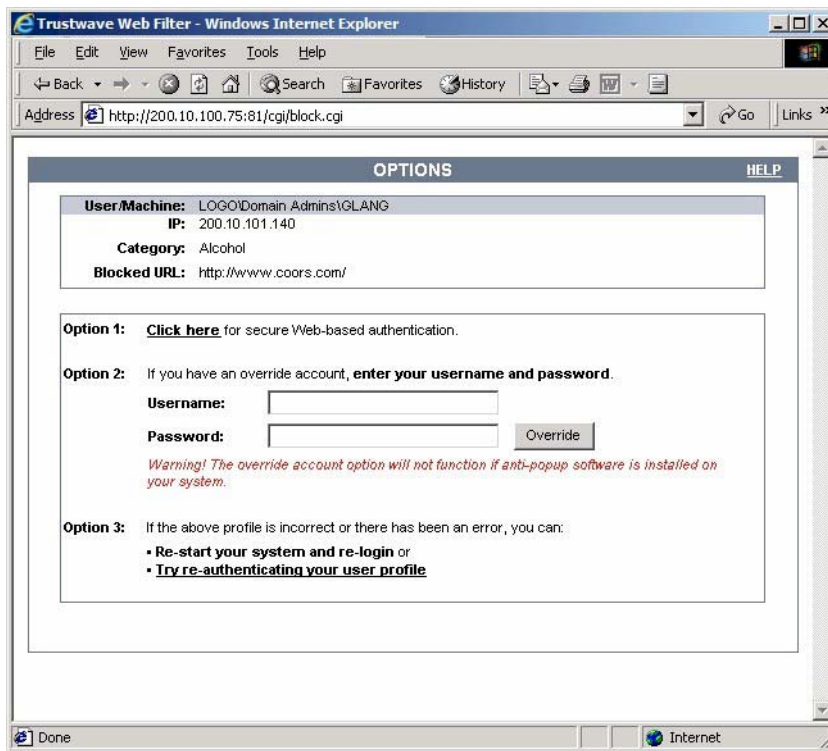 Trustwave Web Filter - Windows Internet Explorer
File Edit View Favorites Tools Help
Back Search Favorites History
Address http://200.10.100.75:81/cgi/block.cgi Go Links »
OPTIONS HELP
User/Machine: LOGO\Domain Admins\GLANG
IP: 200.10.101.140
Category: Alcohol
Blocked URL: http://www.coors.com/
Option 1: Click here for secure Web-based authentication.
Option 2: If you have an override account, enter your username and password.
Username:
Password: Override
Warning! The override account option will not function if anti-popup software is installed on
your system.
Option 3: If the above profile is incorrect or there has been an error, you can:
• Re-start your system and re-login or
• Try re-authenticating your user profile
Done Internet